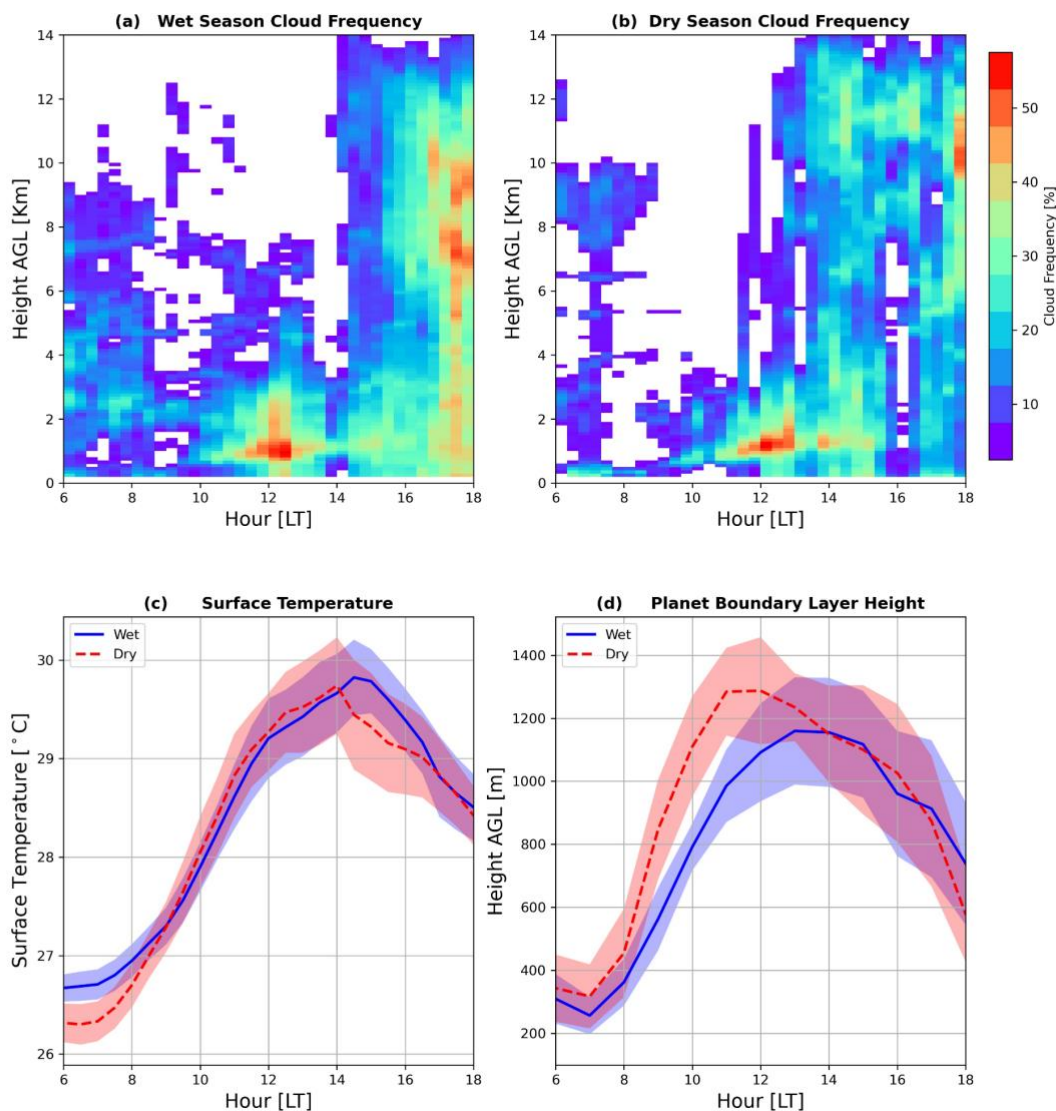 (a) Wet Season Cloud Frequency
(b) Dry Season Cloud Frequency
14
12
10
8
6
4
2
0
Height AGL [Km]
6 8 10 12 14 16 18
Hour [LT]
14
12
10
8
6
4
2
0
Height AGL [Km]
6 8 10 12 14 16 18
Hour [LT]
50
40
30
20
10
Cloud Frequency [%]
(c) Surface Temperature
Wet
Dry
30
29
28
27
26
Surface Temperature [°C]
6 8 10 12 14 16 18
Hour [LT]
(d) Planet Boundary Layer Height
Wet
Dry
1400
1200
1000
800
600
400
200
Height AGL [m]
6 8 10 12 14 16 18
Hour [LT]